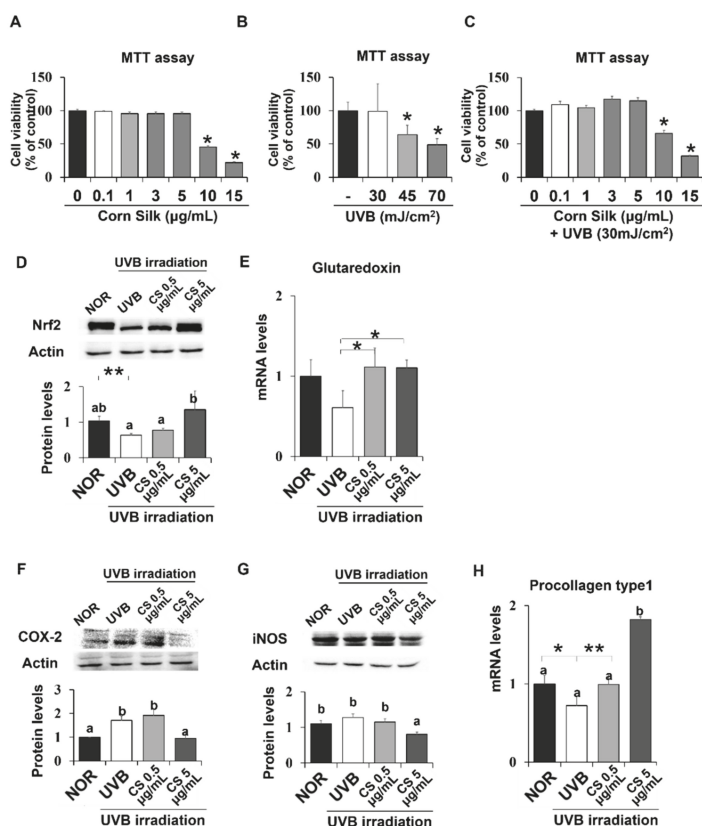 A
B
C
MTT assay
MTT assay
MTT assay
Cell viability
(% of control)
150
100
50
0
*
*
0 0.1 1 3 5 10 15
Corn Silk (µg/mL)
Cell viability
(% of control)
150
100
50
0
*
*
- 30 45 70
UVB (mJ/cm²)
Cell viability
(% of control)
150
100
50
0
*
*
0 0.1 1 3 5 10 15
Corn Silk (µg/mL)
+ UVB (30mJ/cm²)
D
UVB irradiation
NOR
UVB
CS 0.5
µg/mL
CS 5
µg/mL
Nrf2
Actin
Protein levels
2
1
0
**
ab
a
a
b
NOR
UVB
CS 0.5
µg/mL
CS 5
µg/mL
UVB irradiation
E
Glutaredoxin
mRNA levels
2
1
0
*
*
NOR
UVB
CS 0.5
µg/mL
CS 5
µg/mL
UVB irradiation
F
UVB irradiation
NOR
UVB
CS 0.5
µg/mL
CS 5
µg/mL
COX-2
Actin
Protein levels
3
2
1
0
a
b
b
a
NOR
UVB
CS 0.5
µg/mL
CS 5
µg/mL
UVB irradiation
G
UVB irradiation
NOR
UVB
CS 0.5
µg/mL
CS 5
µg/mL
iNOS
Actin
Protein levels
2
1
0
b
b
b
a
NOR
UVB
CS 0.5
µg/mL
CS 5
µg/mL
UVB irradiation
H
Procollagen type1
mRNA levels
2
1
0
*
**
a
a
a
b
NOR
UVB
CS 0.5
µg/mL
CS 5
µg/mL
UVB irradiation